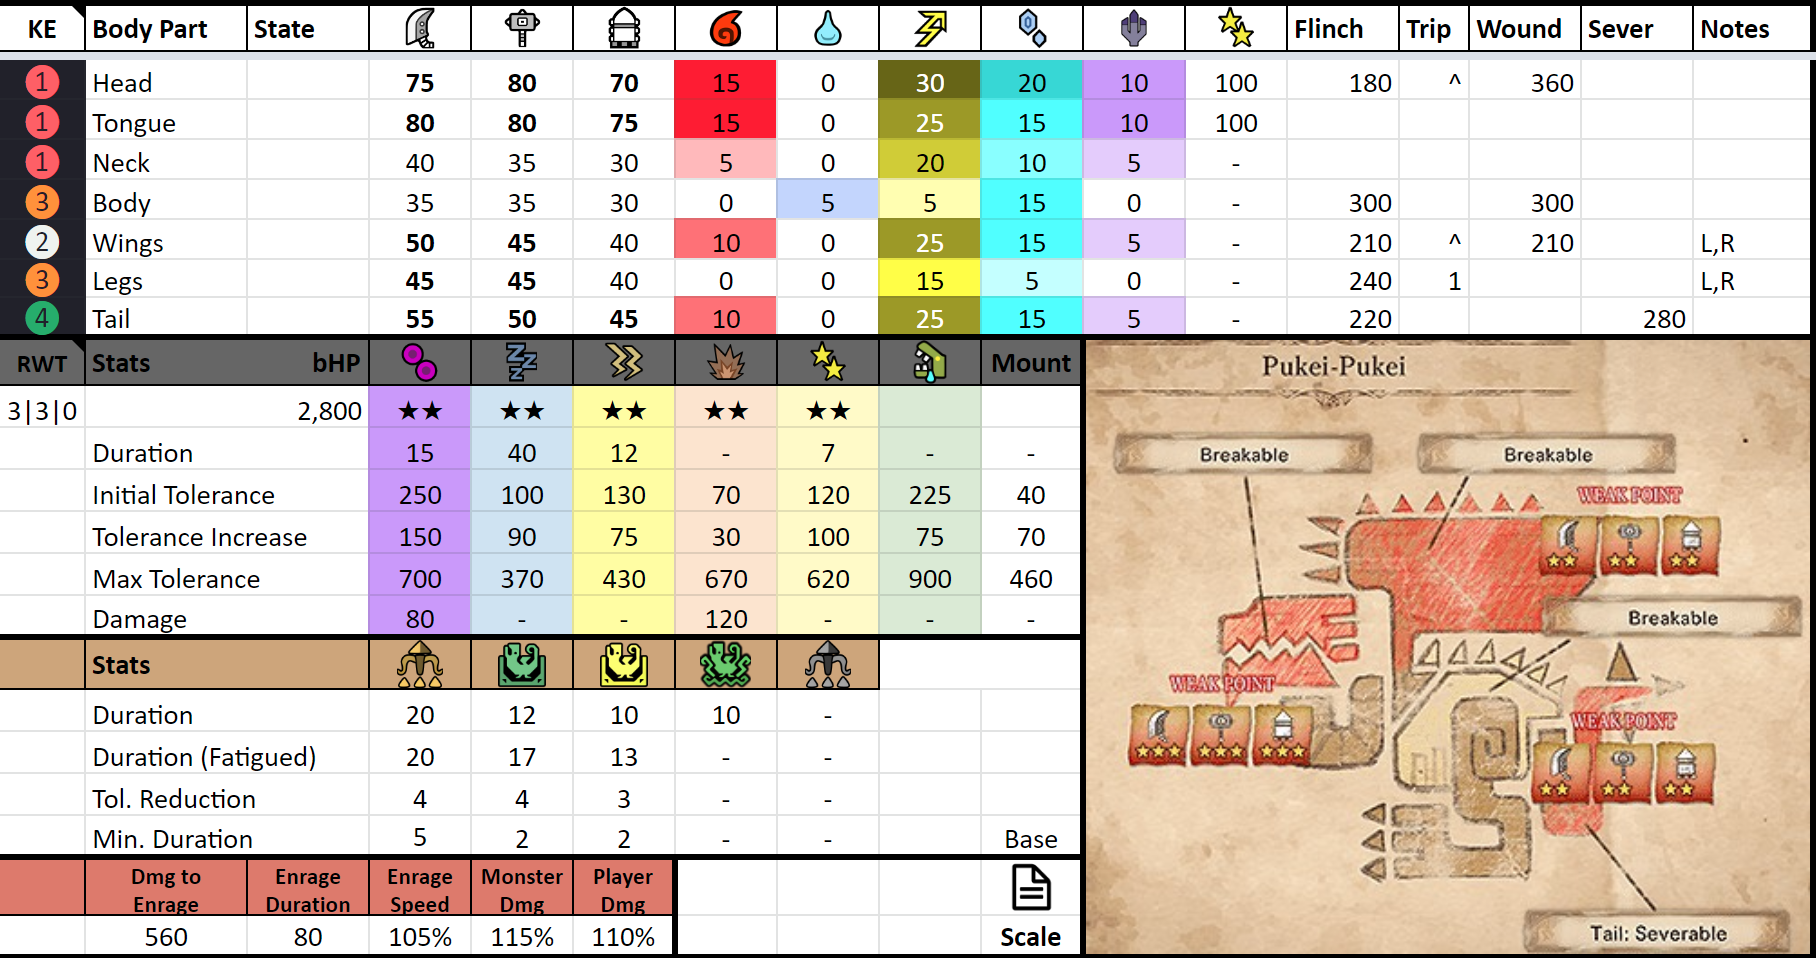 KE Body Part State Flinch Trip Wound Sever Notes
1 Head 75 80 70 15 0 30 20 10 100 180 ^ 360
1 Tongue 80 80 75 15 0 25 15 10 100
1 Neck 40 35 30 5 0 20 10 5 -
3 Body 35 35 30 0 5 5 15 0 - 300 300
2 Wings 50 45 40 10 0 25 15 5 - 210 ^ 210 L,R
3 Legs 45 45 40 0 0 15 5 0 - 240 1 L,R
4 Tail 55 50 45 10 0 25 15 5 - 220 280
RWT Stats bHP Mount
3|3|0 2,800 ★★ ★★ ★★ ★★ ★★
Duration 15 40 12 - 7 - -
Initial Tolerance 250 100 130 70 120 225 40
Tolerance Increase 150 90 75 30 100 75 70
Max Tolerance 700 370 430 670 620 900 460
Damage 80 - - 120 - - -
Stats
Duration 20 12 10 10 -
Duration (Fatigued) 20 17 13 - -
Tol. Reduction 4 4 3 - -
Min. Duration 5 2 2 - - Base
Dmg to Enrage Enrage Duration Enrage Speed Monster Dmg Player Dmg
560 80 105% 115% 110% Scale
Pukei-Pukei
Breakable
Breakable
WEAK POINT
Breakable
WEAK POINT
WEAK POINT
Tail: Severable